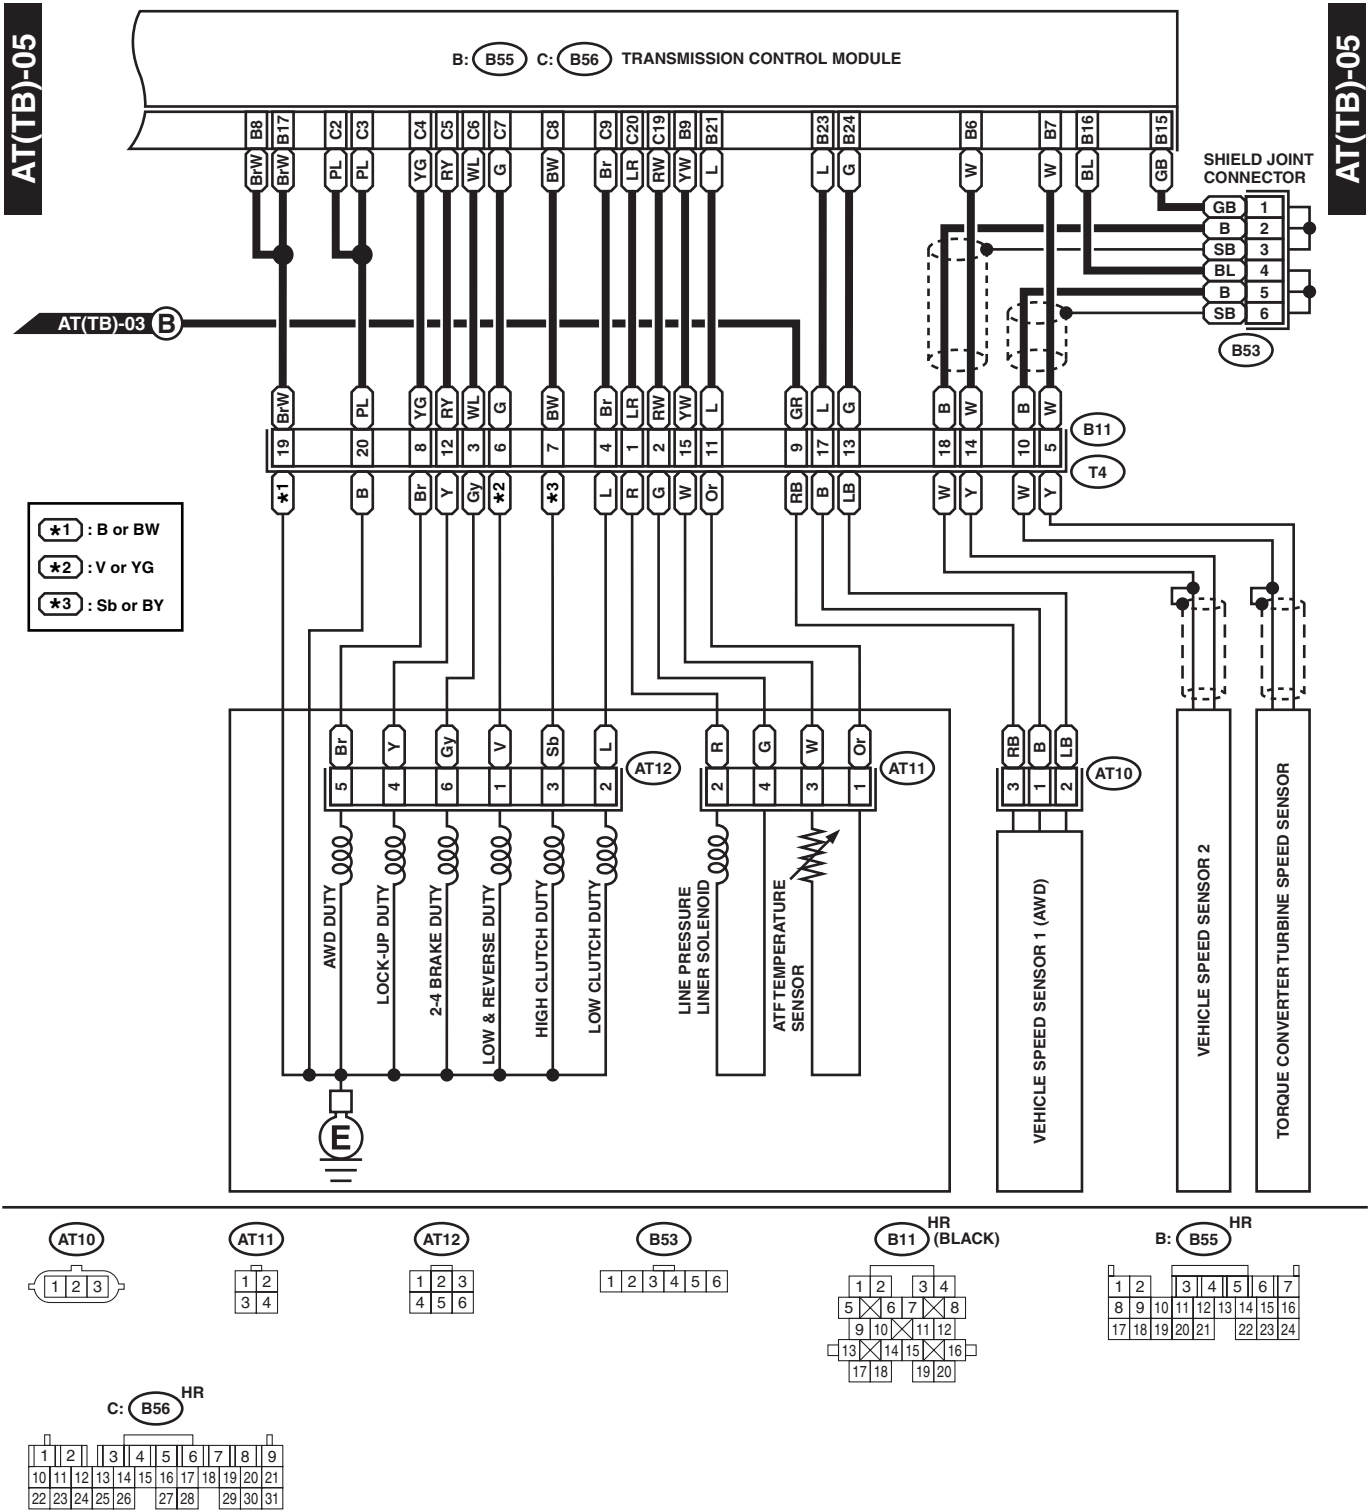 AT(TB)-05
AT(TB)-05
B: B55 C: B56 TRANSMISSION CONTROL MODULE
B8 B17 C2 C3 C4 C5 C6 C7 C8 C9 C20 C19 B9 B21 B23 B24 B6 B7 B16 B15
BrW BrW PL PL YG RY WL G BW Br LR RW YW L L G W W BL GB
SHIELD JOINT
CONNECTOR
GB 1
B 2
SB 3
BL 4
B 5
SB 6
B53
AT(TB)-03 B
BrW PL YG RY WL G BW Br LR RW YW L GR L G B W B W
B11
19 20 8 12 3 6 7 4 1 2 15 11 9 17 13 18 14 10 5
T4
*1 B Br Y Gy *2 *3 L R G W Or RB B LB W Y W Y
*1 : B or BW
*2 : V or YG
*3 : Sb or BY
Br Y Gy V Sb L R G W Or RB B LB
AT12
AT11
AT10
5 4 6 1 3 2 2 4 3 1 3 1 2
AWD DUTY
LOCK-UP DUTY
2-4 BRAKE DUTY
LOW & REVERSE DUTY
HIGH CLUTCH DUTY
LOW CLUTCH DUTY
LINE PRESSURE
LINER SOLENOID
ATF TEMPERATURE
SENSOR
VEHICLE SPEED SENSOR 1 (AWD)
VEHICLE SPEED SENSOR 2
TORQUE CONVERTER TURBINE SPEED SENSOR
E
AT10
1 2 3
AT11
1 2
3 4
AT12
1 2 3
4 5 6
B53
1 2 3 4 5 6
B11 HR (BLACK)
1 2 3 4
5 6 7 8
9 10 11 12
13 14 15 16
17 18 19 20
B: B55 HR
1 2 3 4 5 6 7
8 9 10 11 12 13 14 15 16
17 18 19 20 21 22 23 24
C: B56 HR
1 2 3 4 5 6 7 8 9
10 11 12 13 14 15 16 17 18 19 20 21
22 23 24 25 26 27 28 29 30 31